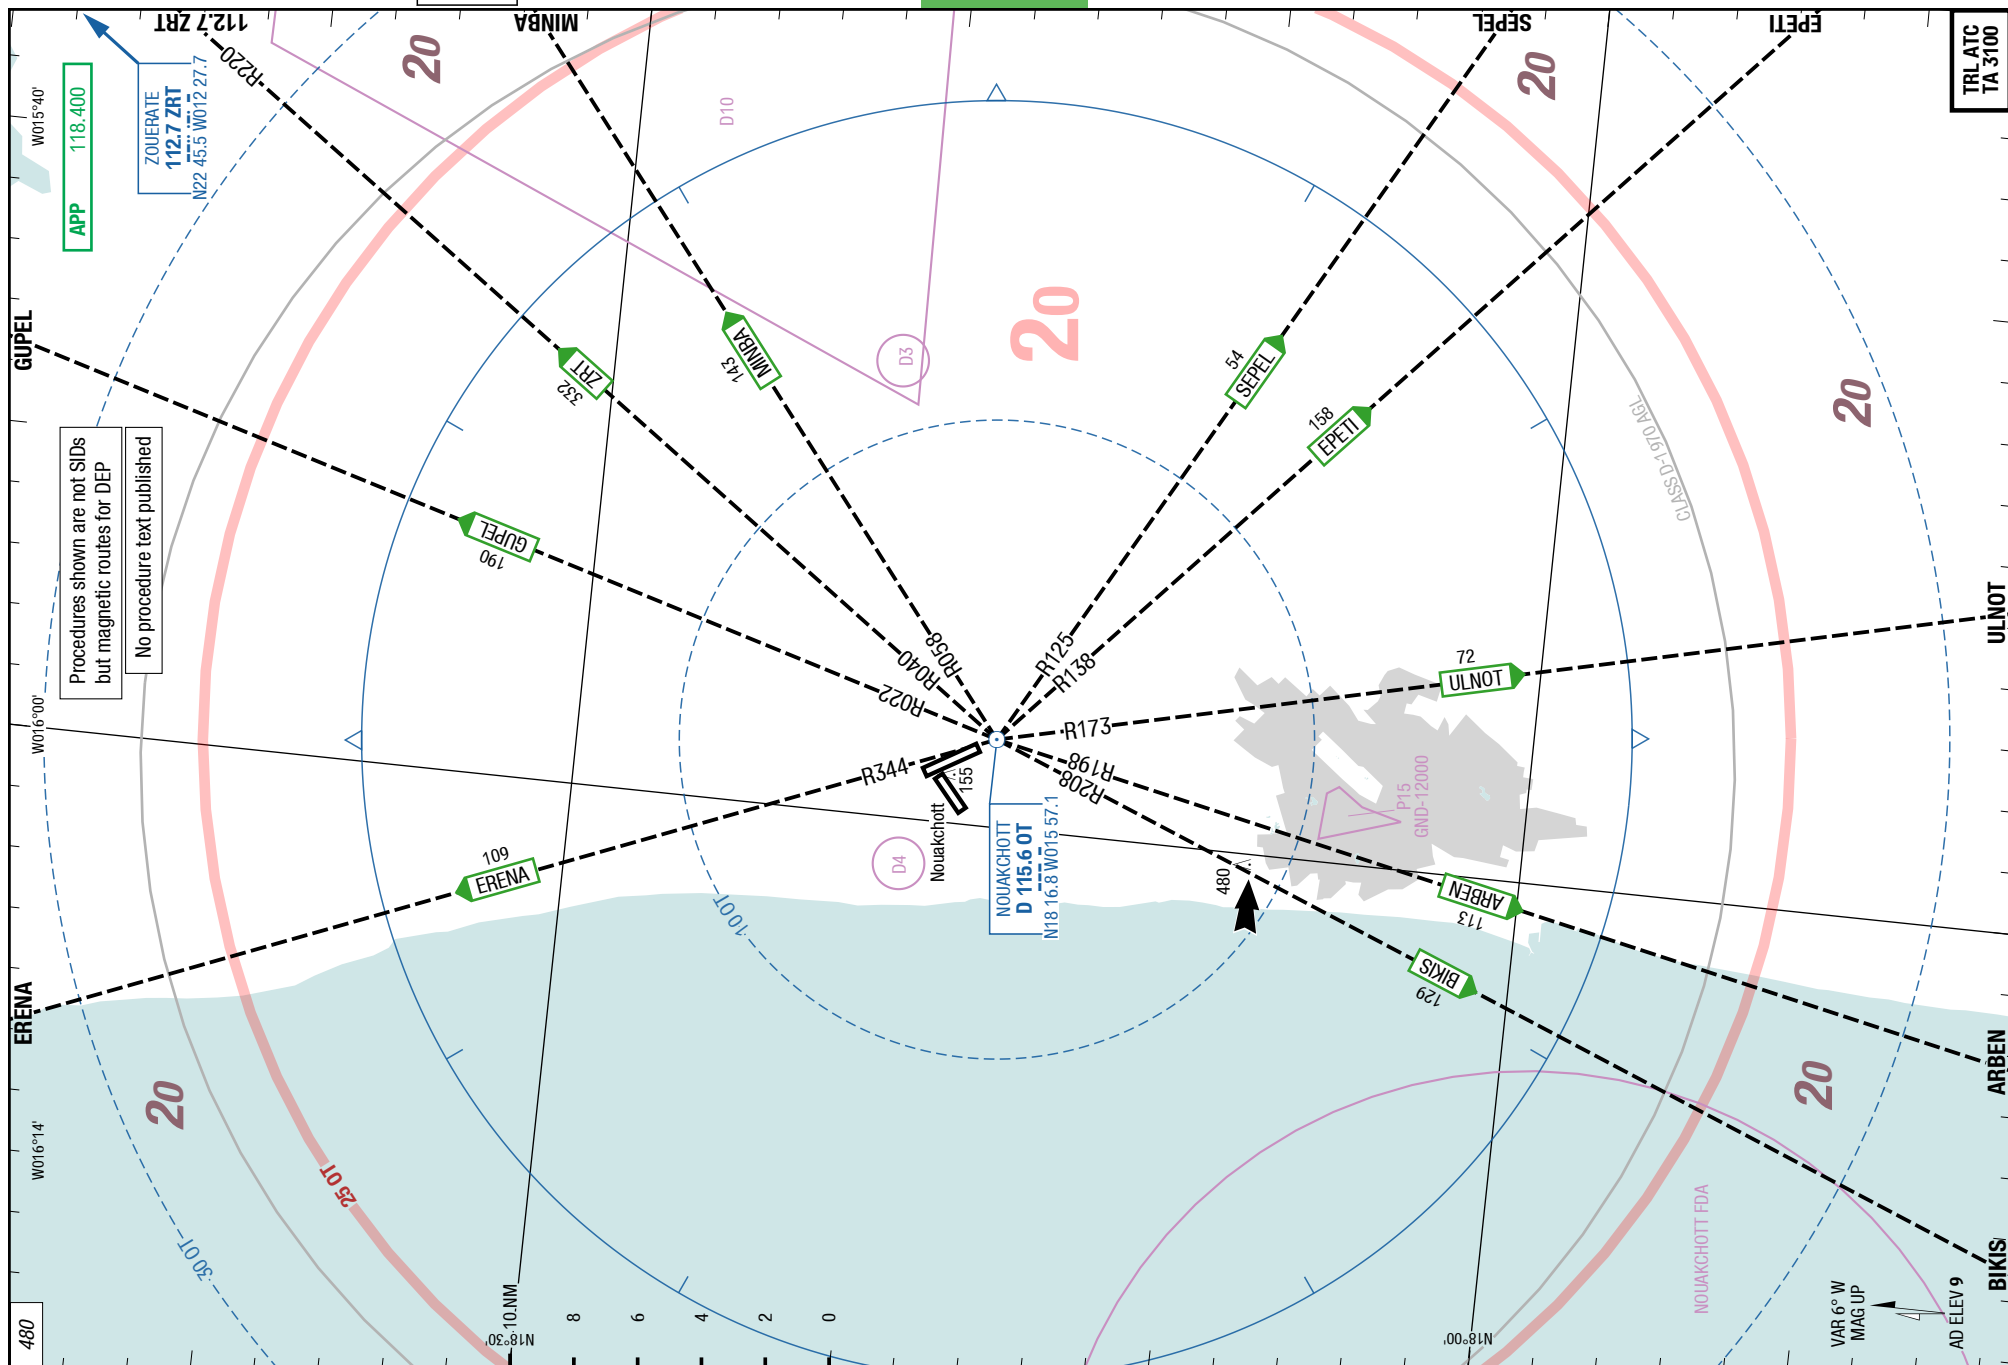 112.7 ZRT
MINBA
SEPEL
EPETI
TRL ATC
TA 3100
W015°40'
APP 118.400
ZOUERATE
112.7 ZRT
N22 45.5 W012 27.7
R220
20
D10
20
GUPEL
Procedures shown are not SIDs
but magnetic routes for DEP
No procedure text published
ZRT
332
MINBA
143
D3
20
54
SEPEL
158
EPETI
20
CLASS D-1970 AGL
GUPEL
190
R058
R040
R022
R125
R138
72
ULNOT
ULNOT
W016°00'
R344
R173
R198
R208
155
Nouakchott
D4
NOUAKCHOTT
D 115.6 OT
N18 16.8 W015 57.1
P15
GND-12000
109
ERENA
480
ARBEN
113
BIKIS
129
10 OT
ERENA
ARBEN
20
20
W016°14'
25 OT
30 OT
NOUAKCHOTT FDA
BIKIS
480
N18°30'
10 NM
8
6
4
2
0
N18°00'
VAR 6° W
MAG UP
AD ELEV 9